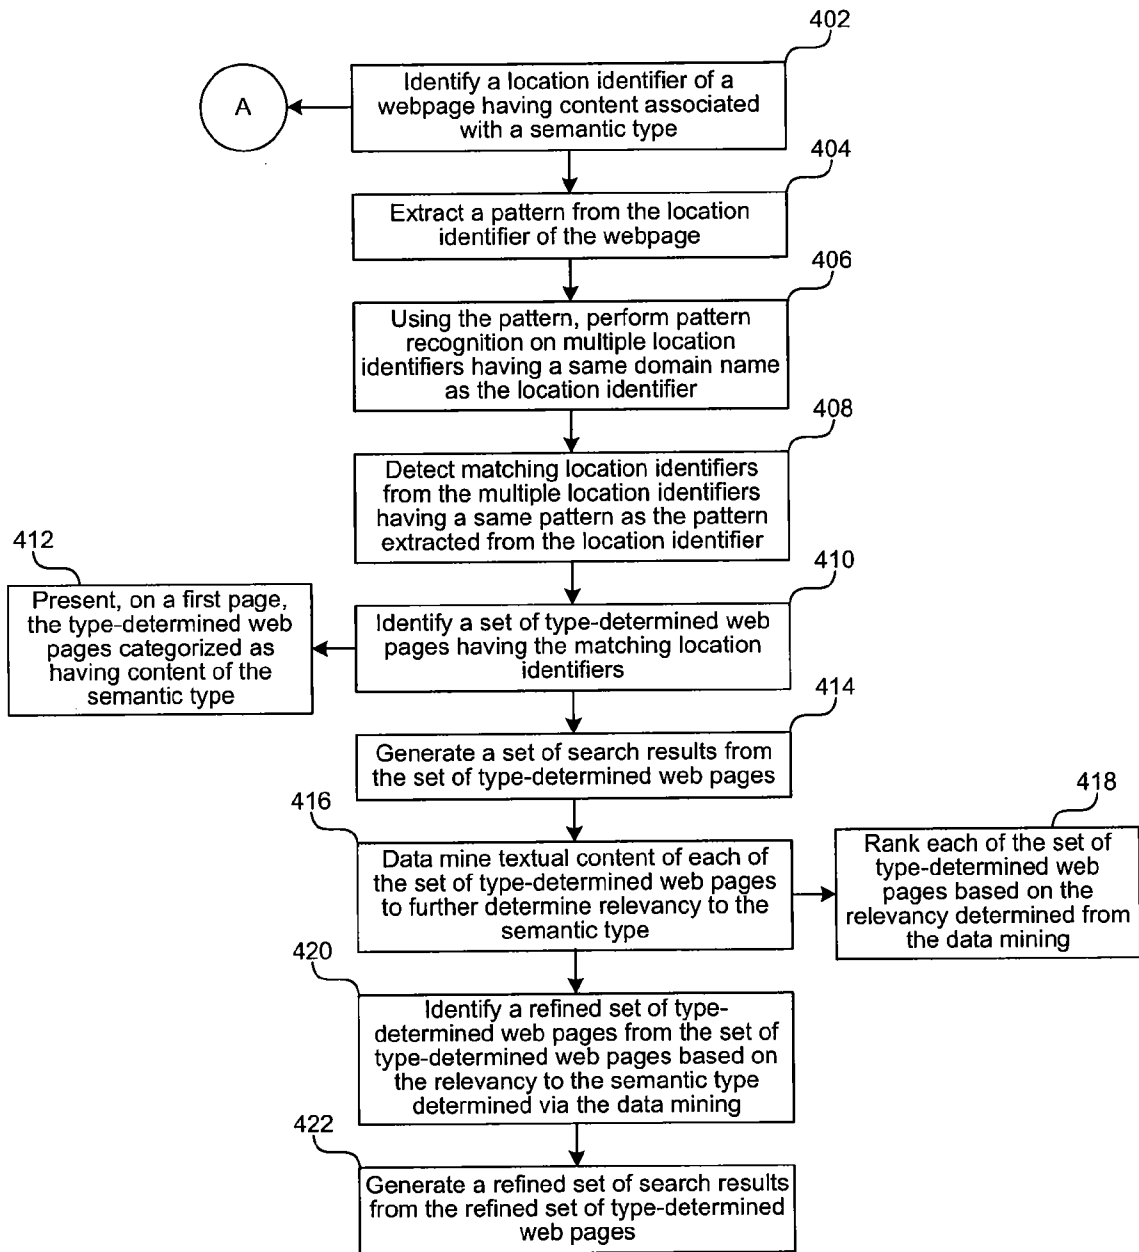 402
Identify a location identifier of a
webpage having content associated
with a semantic type
A
404
Extract a pattern from the location
identifier of the webpage
406
Using the pattern, perform pattern
recognition on multiple location
identifiers having a same domain name
as the location identifier
408
Detect matching location identifiers
from the multiple location identifiers
having a same pattern as the pattern
extracted from the location identifier
412
Present, on a first page,
the type-determined web
pages categorized as
having content of the
semantic type
410
Identify a set of type-determined web
pages having the matching location
identifiers
414
Generate a set of search results from
the set of type-determined web pages
416
Data mine textual content of each of
the set of type-determined web pages
to further determine relevancy to the
semantic type
418
Rank each of the set of
type-determined web
pages based on the
relevancy determined from
the data mining
420
Identify a refined set of type-
determined web pages from the set of
type-determined web pages based on
the relevancy to the semantic type
determined via the data mining
422
Generate a refined set of search results
from the refined set of type-determined
web pages